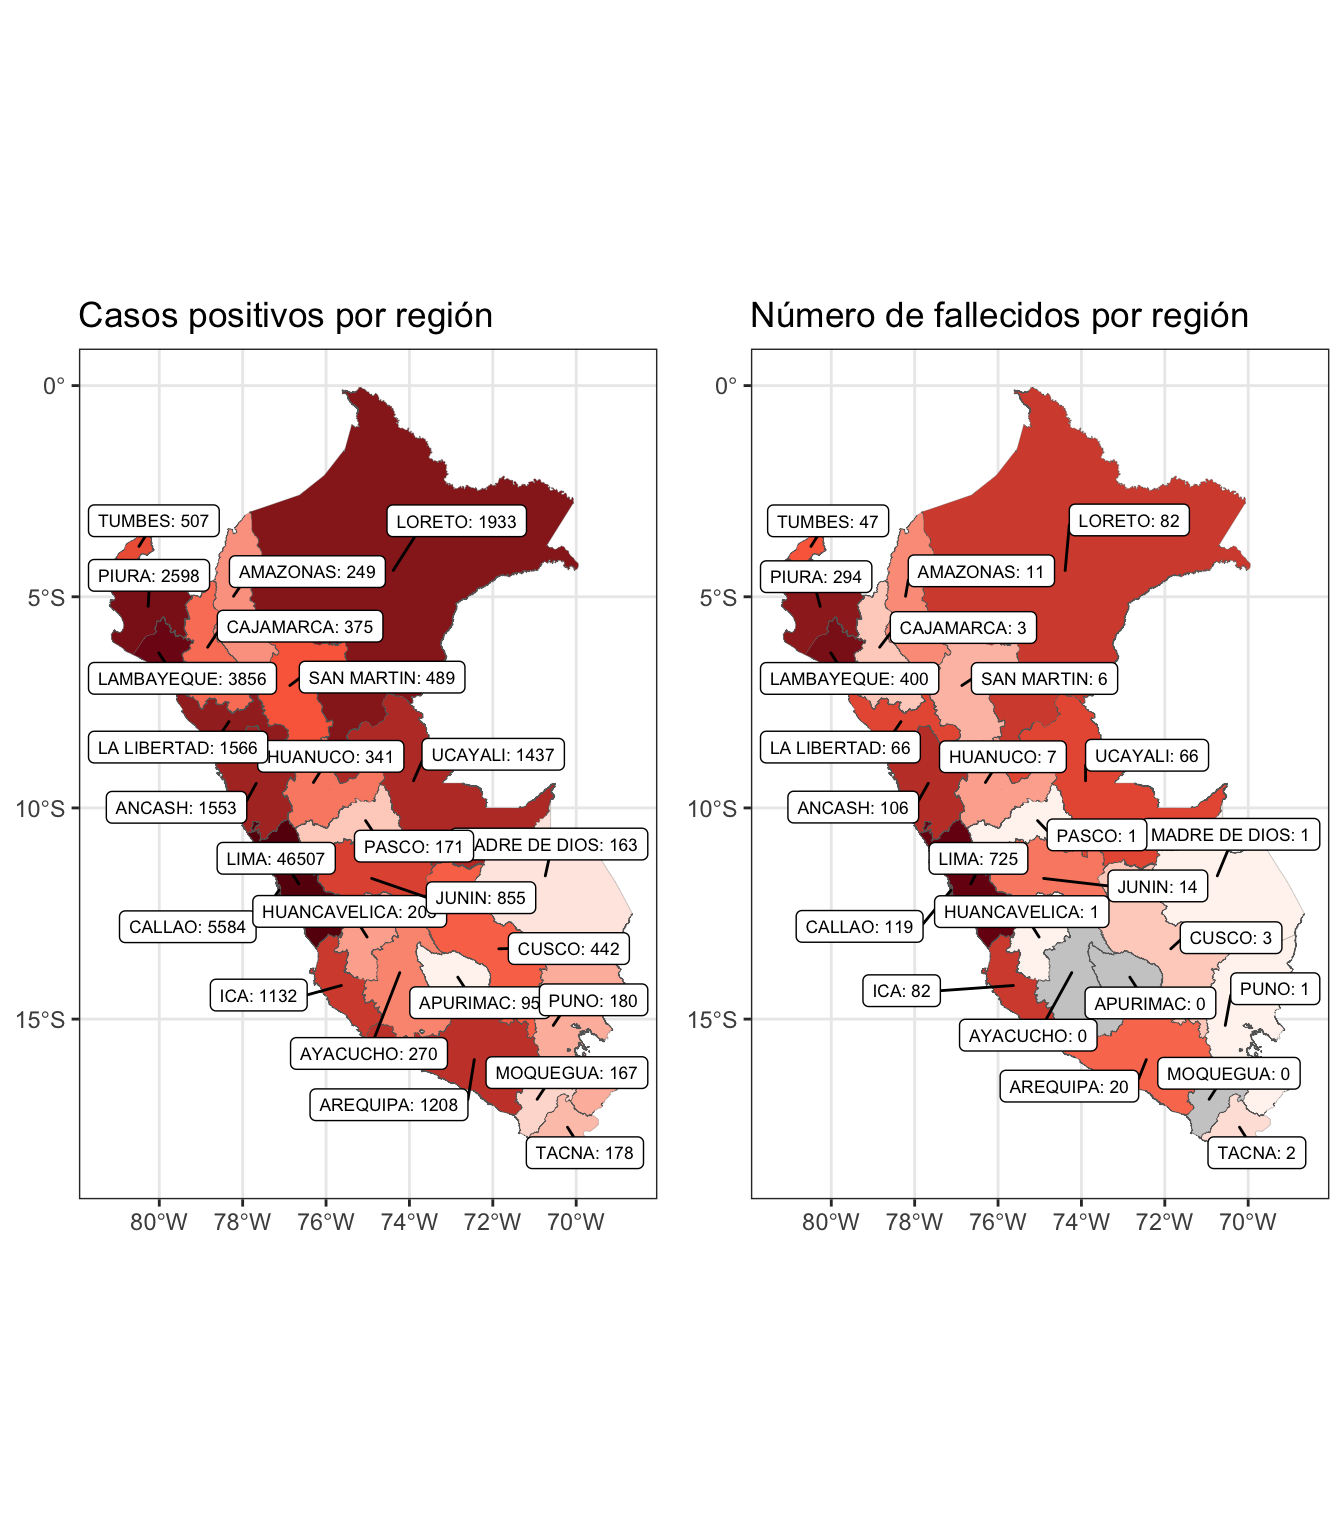 Casos positivos por región
0°
5°S
10°S
15°S
TUMBES: 507
LORETO: 1933
PIURA: 2598
AMAZONAS: 249
CAJAMARCA: 375
LAMBAYEQUE: 3856
SAN MARTIN: 489
LA LIBERTAD: 1566
HUANUCO: 341
UCAYALI: 1437
ANCASH: 1553
PASCO: 171
ADRE DE DIOS: 163
LIMA: 46507
JUNIN: 855
HUANCAVELICA: 20
CALLAO: 5584
CUSCO: 442
ICA: 1132
APURIMAC: 95
PUNO: 180
AYACUCHO: 270
MOQUEGUA: 167
AREQUIPA: 1208
TACNA: 178
80°W 78°W 76°W 74°W 72°W 70°W
Número de fallecidos por región
0°
5°S
10°S
15°S
TUMBES: 47
LORETO: 82
PIURA: 294
AMAZONAS: 11
CAJAMARCA: 3
LAMBAYEQUE: 400
SAN MARTIN: 6
LA LIBERTAD: 66
HUANUCO: 7
UCAYALI: 66
ANCASH: 106
PASCO: 1
MADRE DE DIOS: 1
LIMA: 725
JUNIN: 14
HUANCAVELICA: 1
CALLAO: 119
CUSCO: 3
ICA: 82
APURIMAC: 0
PUNO: 1
AYACUCHO: 0
MOQUEGUA: 0
AREQUIPA: 20
TACNA: 2
80°W 78°W 76°W 74°W 72°W 70°W